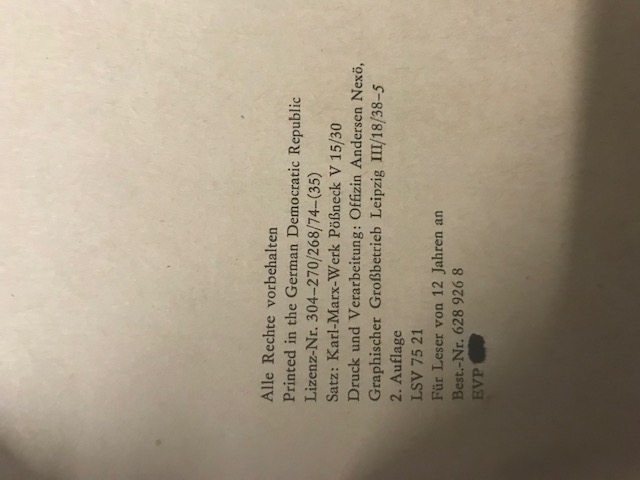 Alle Rechte vorbehalten
Printed in the German Democratic Republic
Lizenz-Nr. 304–270/268/74–(35)
Satz: Karl-Marx-Werk Pößneck V 15/30
Druck und Verarbeitung: Offizin Andersen Nexö,
Graphischer Großbetrieb Leipzig III/18/38–5
2. Auflage
LSV 75 21
Für Leser von 12 Jahren an
Best.-Nr. 628 926 8
EVP